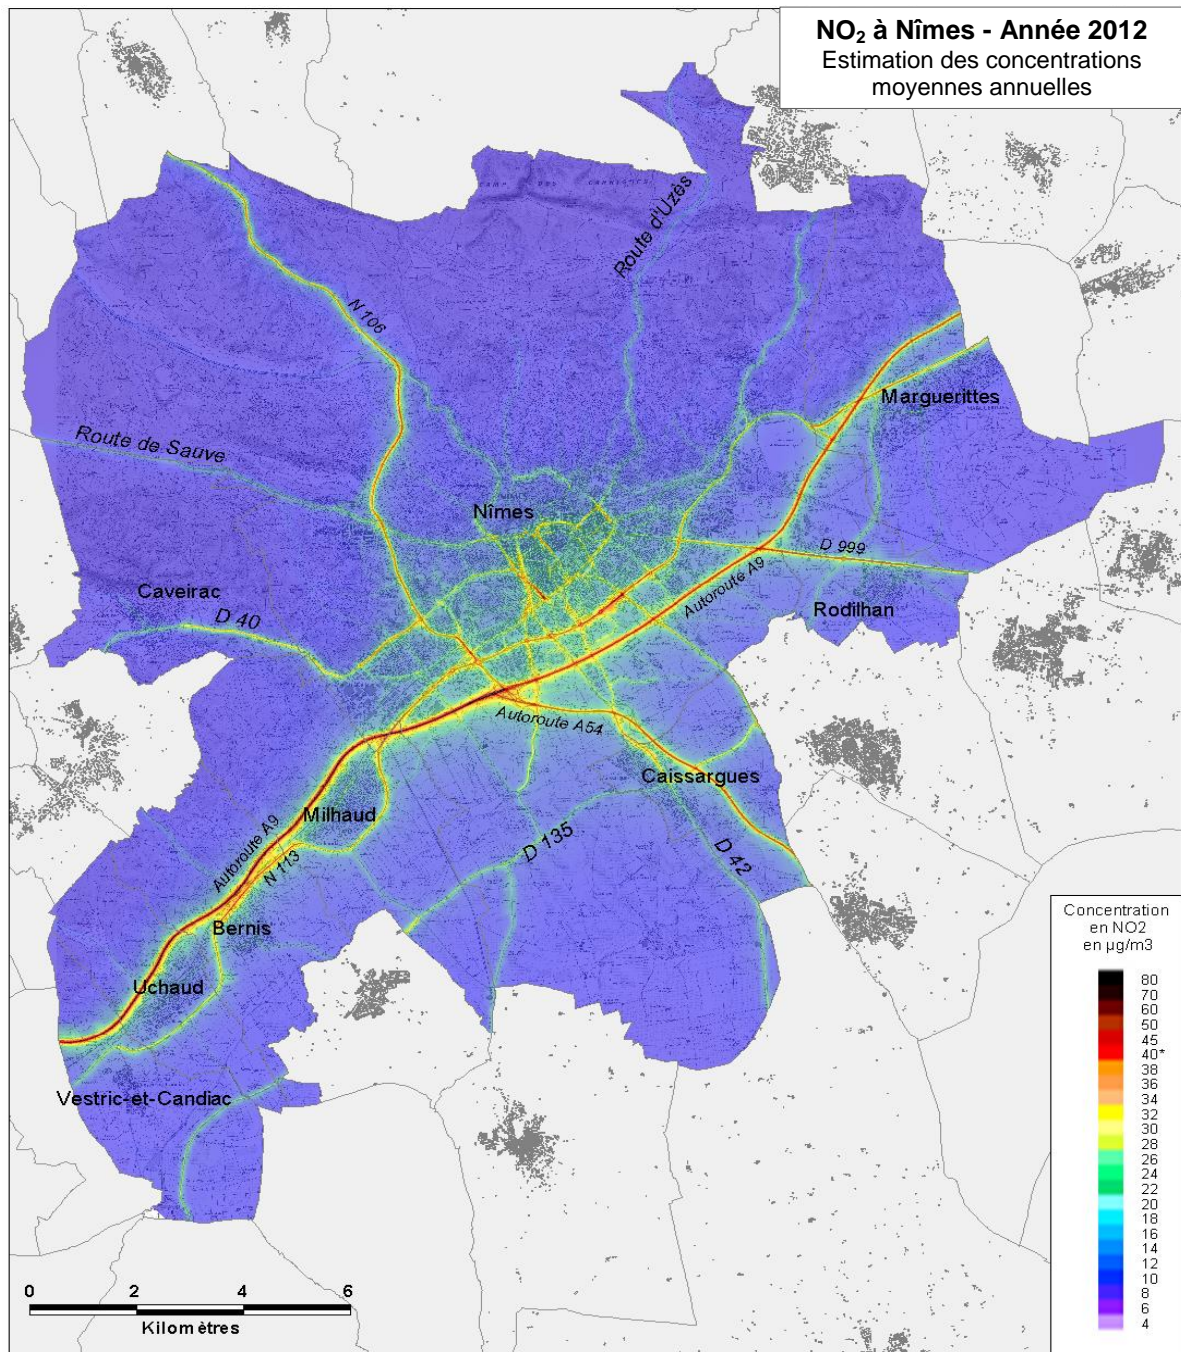 NO₂ à Nîmes - Année 2012
Estimation des concentrations
moyennes annuelles
Route d'Uzès
N 106
Marguerittes
Route de Sauve
Nîmes
D 999
Autoroute A9
Caveirac
D 40
Rodilhan
Autoroute A54
Caissargues
Milhaud
Autoroute A9
D 135
N 113
D 42
Bernis
Uchaud
Vestric-et-Candiac
Concentration
en NO2
en µg/m3
80
70
60
50
45
40*
38
36
34
32
30
28
26
24
22
20
18
16
14
12
10
8
6
4
0 2 4 6
Kilomètres